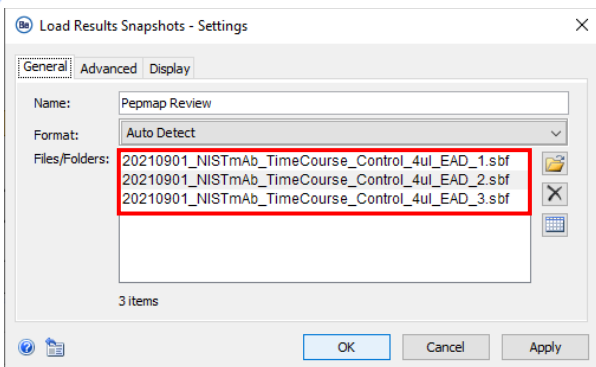 Be Load Results Snapshots - Settings
General Advanced Display
Name: Pepmap Review
Format: Auto Detect
Files/Folders: 20210901_NISTmAb_TimeCourse_Control_4ul_EAD_1.sbf
20210901_NISTmAb_TimeCourse_Control_4ul_EAD_2.sbf
20210901_NISTmAb_TimeCourse_Control_4ul_EAD_3.sbf
3 items
OK Cancel Apply